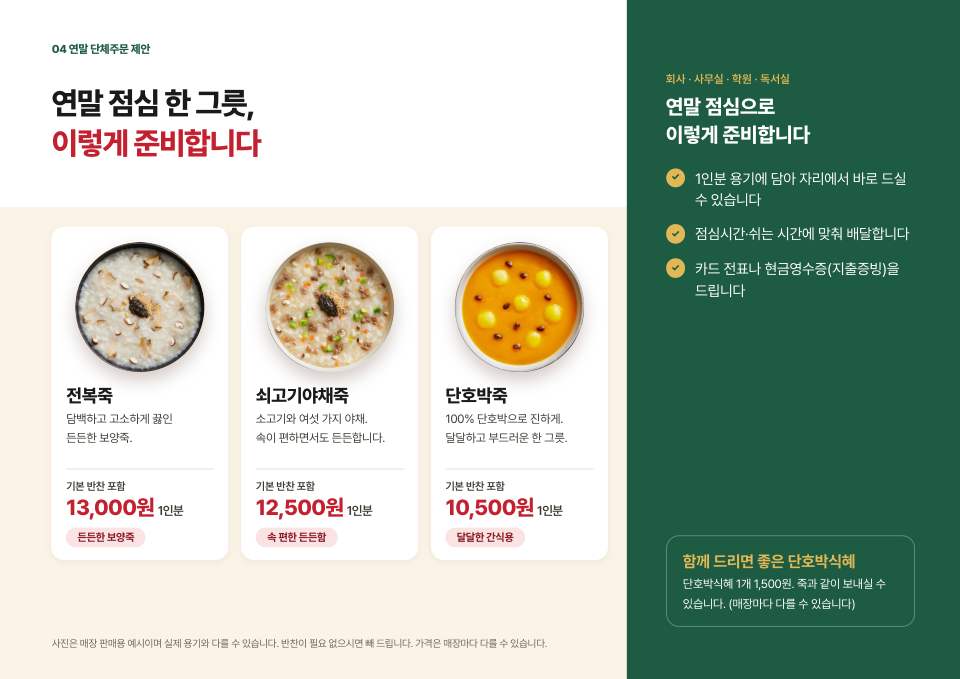 04 연말 단체주문 제안
연말 점심 한 그릇,
이렇게 준비합니다
전복죽
담백하고 고소하게 끓인
든든한 보양죽.
기본 반찬 포함
13,000원 1인분
든든한 보양죽
쇠고기야채죽
소고기와 여섯 가지 야채.
속이 편하면서도 든든합니다.
기본 반찬 포함
12,500원 1인분
속 편한 든든함
단호박죽
100% 단호박으로 진하게.
달달하고 부드러운 한 그릇.
기본 반찬 포함
10,500원 1인분
달달한 간식용
사진은 매장 판매용 예시이며 실제 용기와 다를 수 있습니다. 반찬이 필요 없으시면 빼 드립니다. 가격은 매장마다 다를 수 있습니다.
회사 · 사무실 · 학원 · 독서실
연말 점심으로
이렇게 준비합니다
1인분 용기에 담아 자리에서 바로 드실
수 있습니다
점심시간·쉬는 시간에 맞춰 배달합니다
카드 전표나 현금영수증(지출증빙)을
드립니다
함께 드리면 좋은 단호박식혜
단호박식혜 1개 1,500원. 죽과 같이 보내실 수
있습니다. (매장마다 다를 수 있습니다)